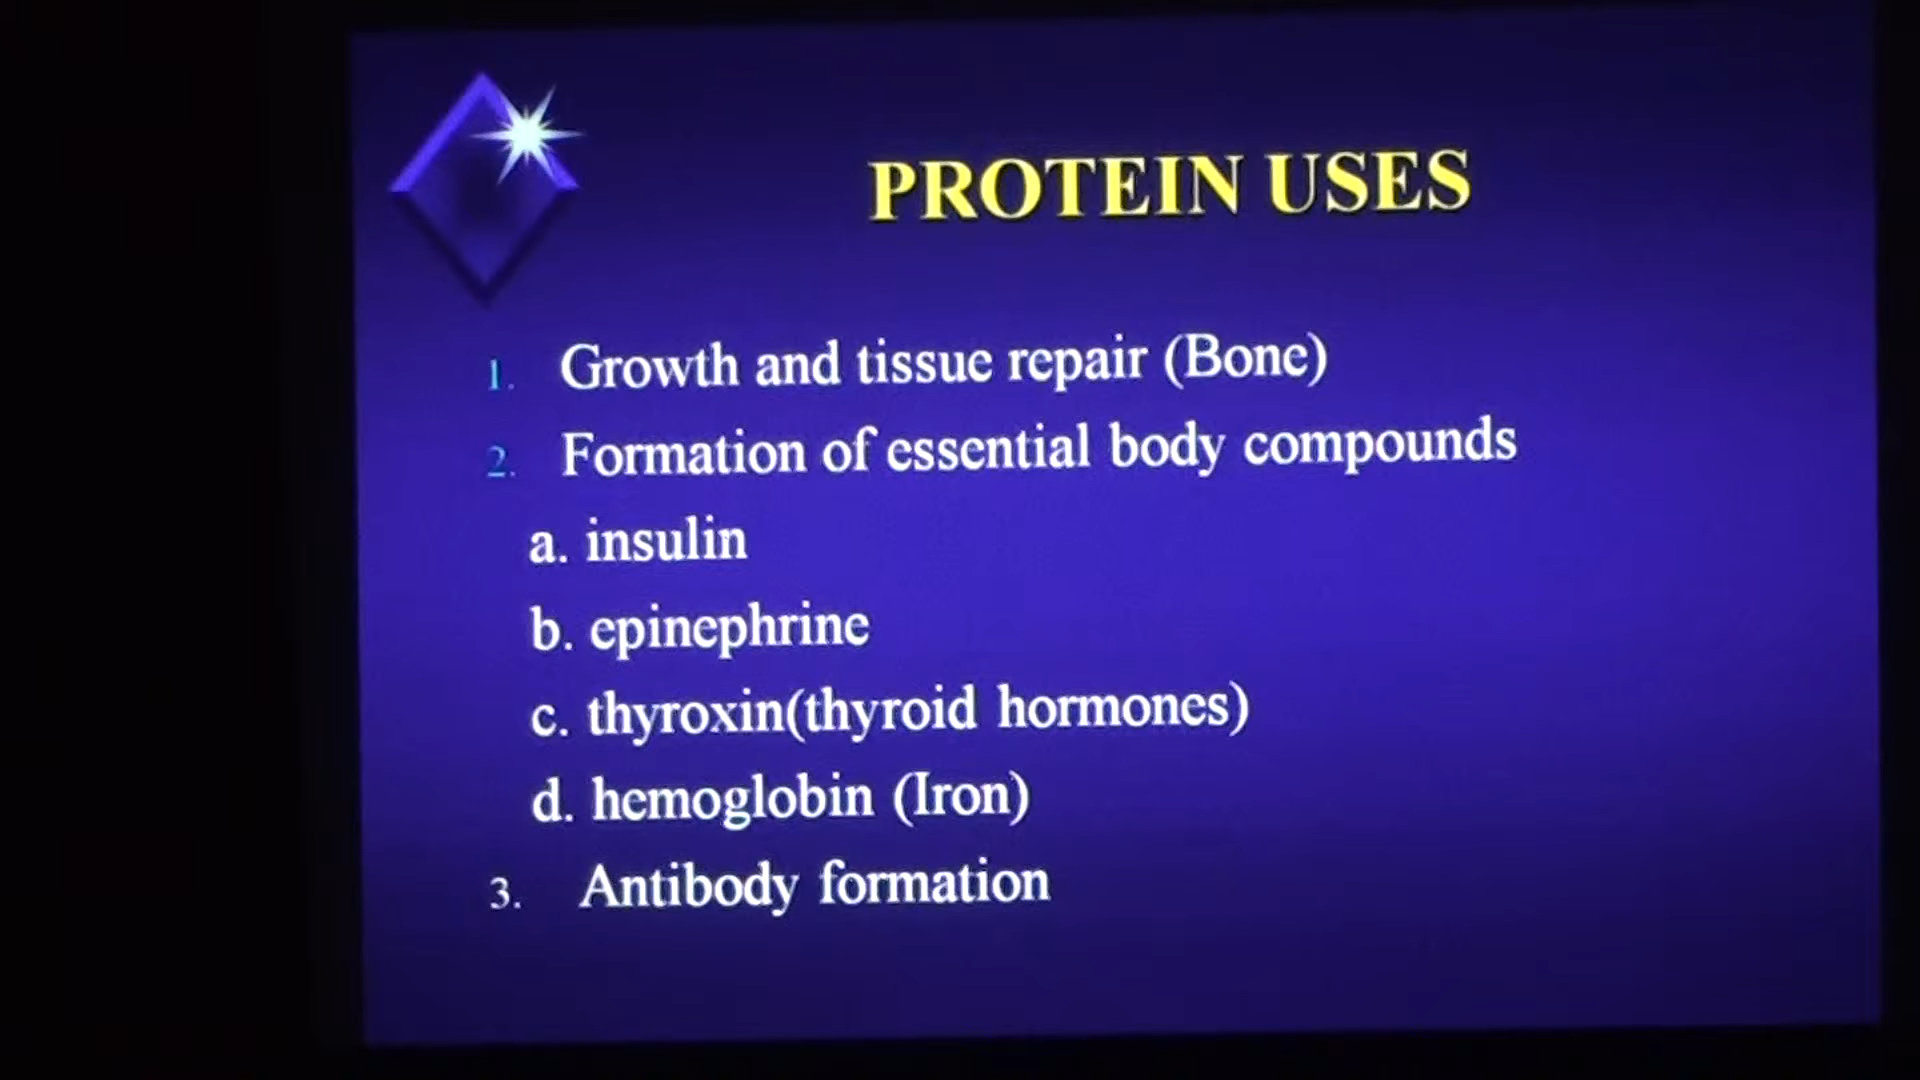 PROTEIN USES
1. Growth and tissue repair (Bone)
2. Formation of essential body compounds
a. insulin
b. epinephrine
c. thyroxin(thyroid hormones)
d. hemoglobin (Iron)
3. Antibody formation